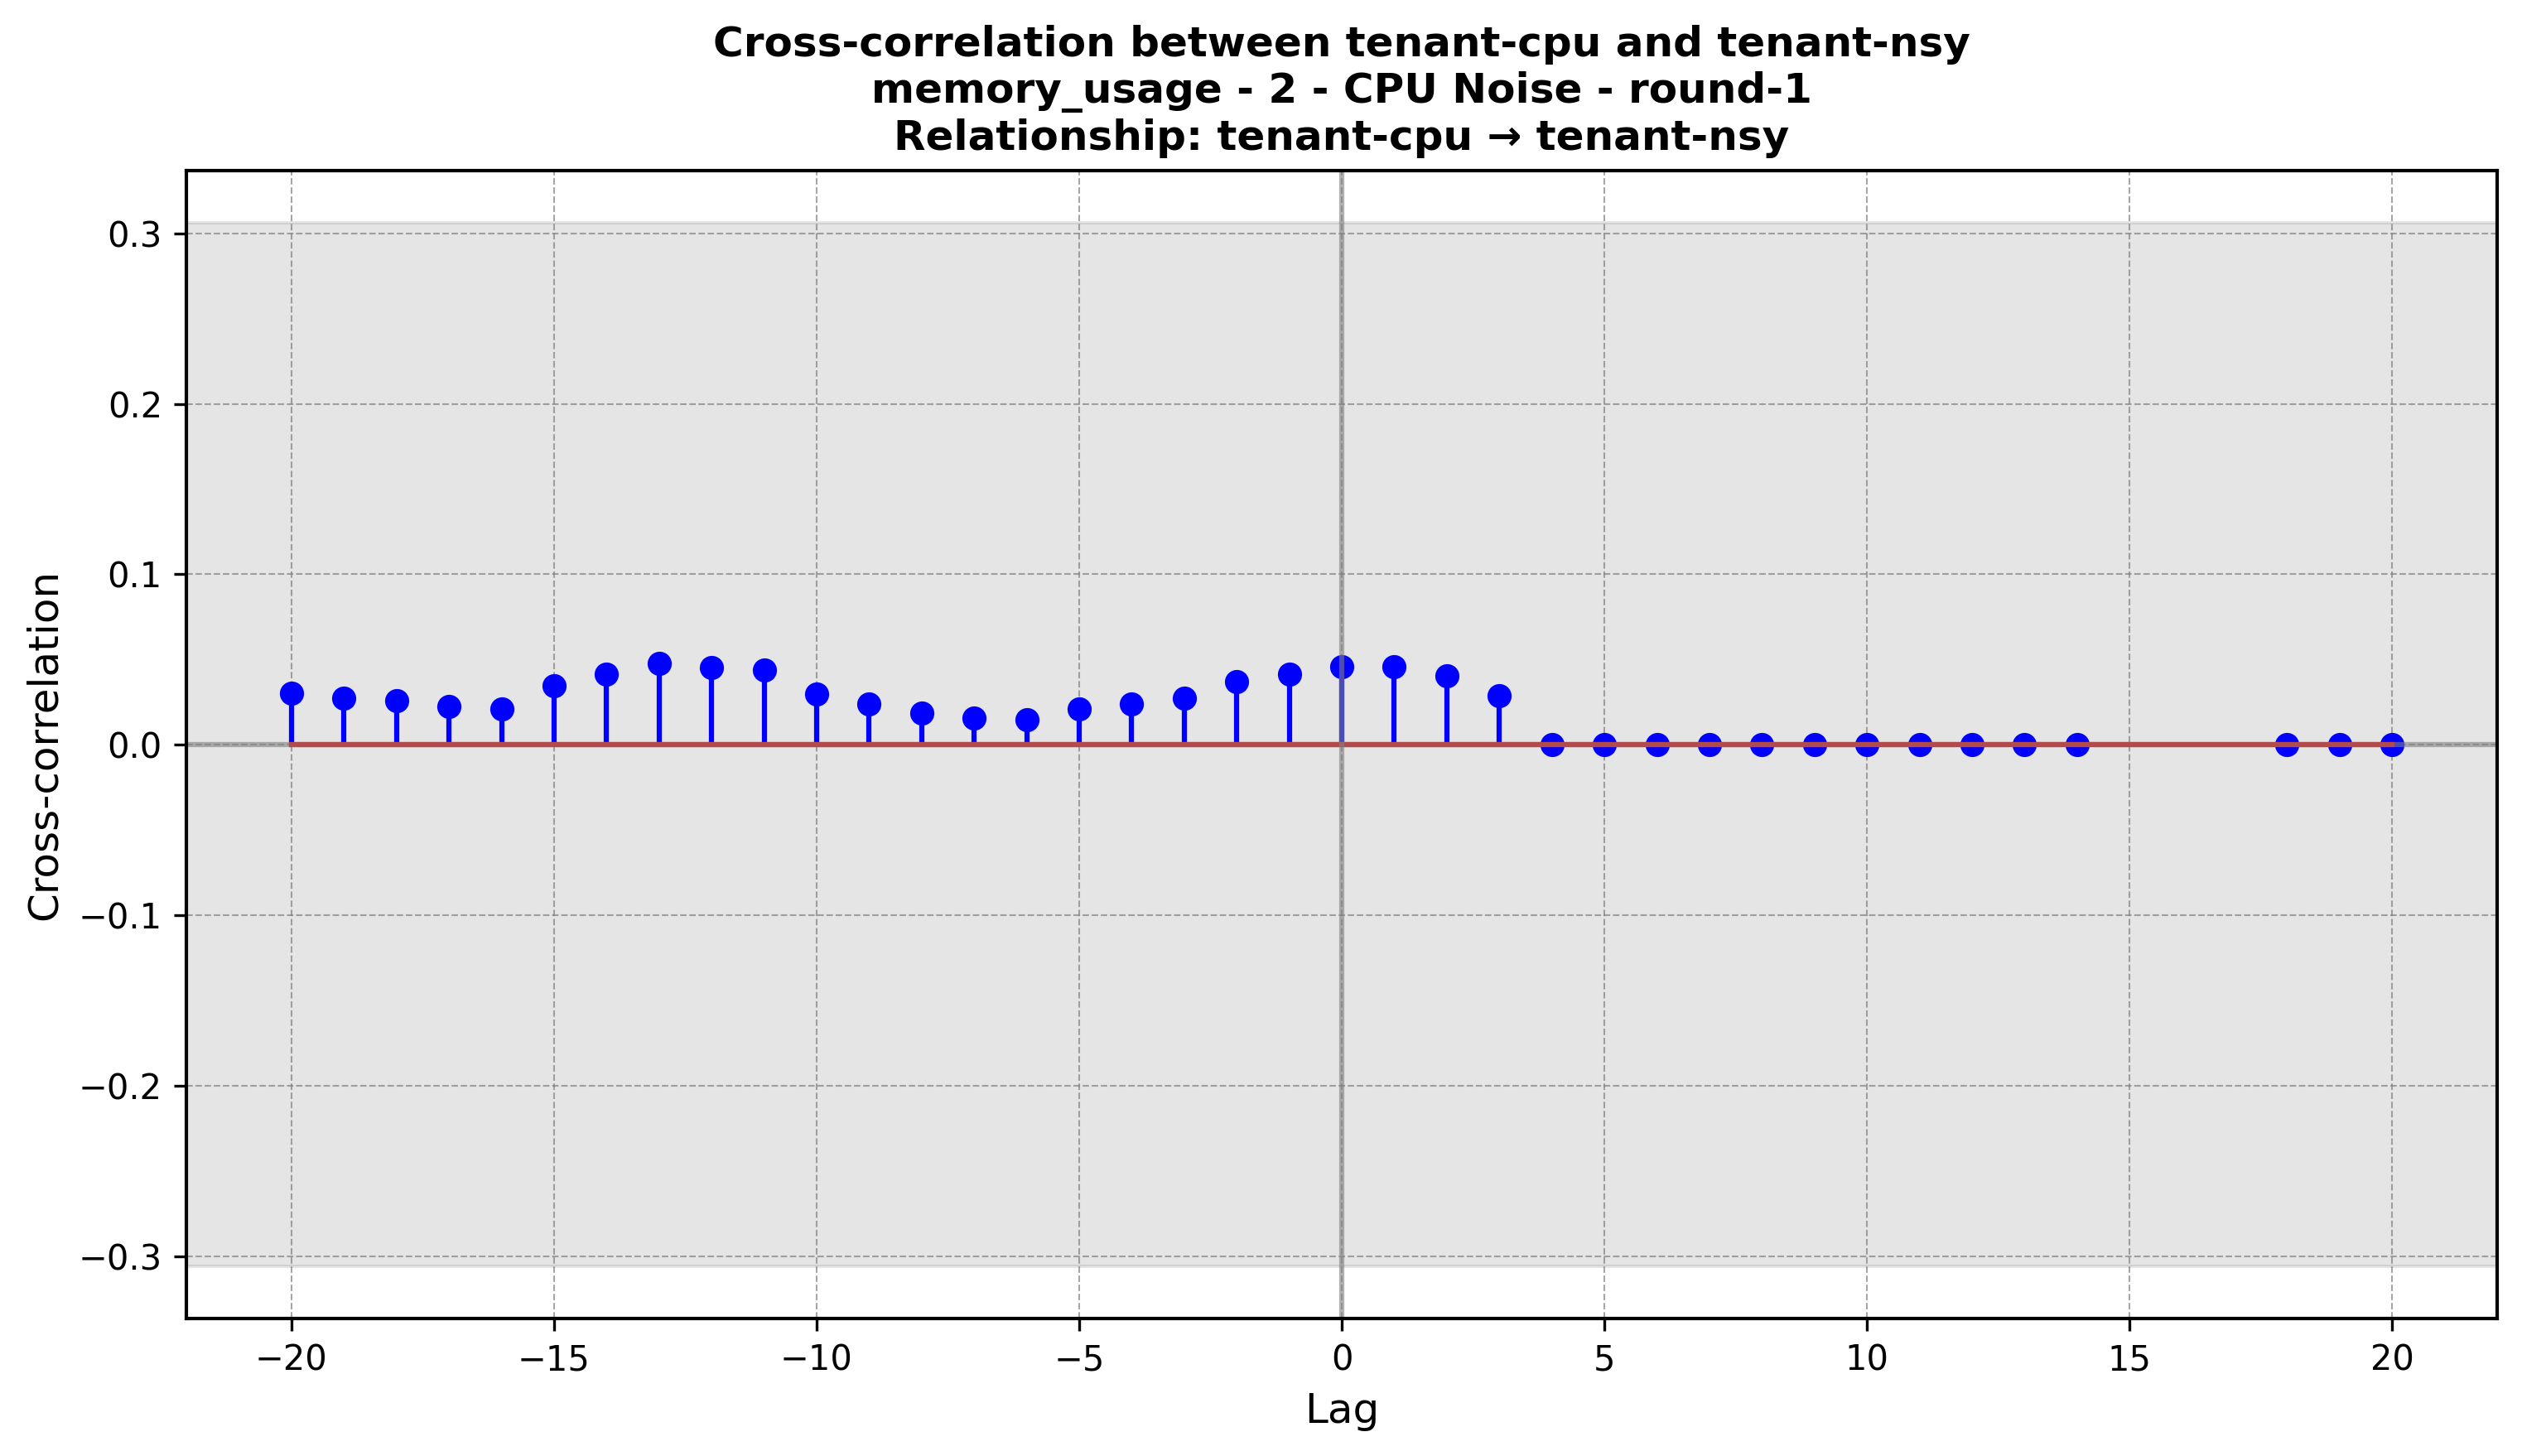 Cross-correlation between tenant-cpu and tenant-nsy
memory_usage - 2 - CPU Noise - round-1
Relationship: tenant-cpu → tenant-nsy
0.3
0.2
0.1
0.0
−0.1
−0.2
−0.3
Cross-correlation
−20 −15 −10 −5 0 5 10 15 20
Lag